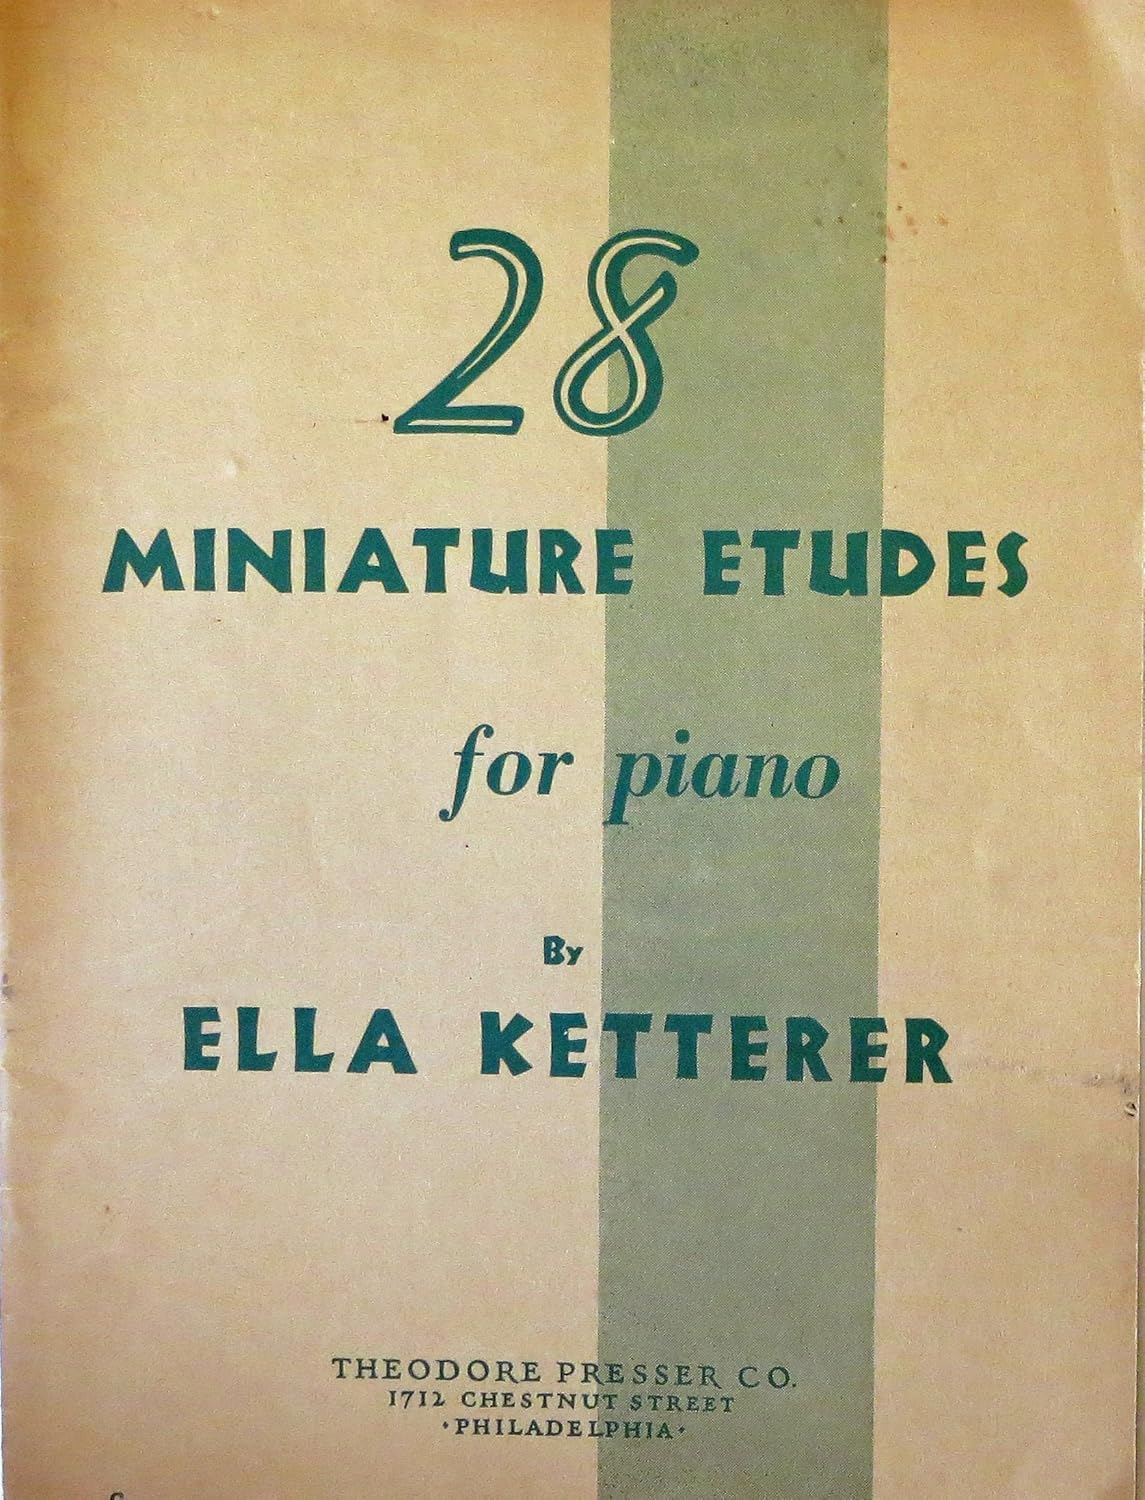 28
MINIATURE ETUDES
for piano
By
ELLA KETTERER
THEODORE PRESSER CO.
1712 CHESTNUT STREET
·PHILADELPHIA·